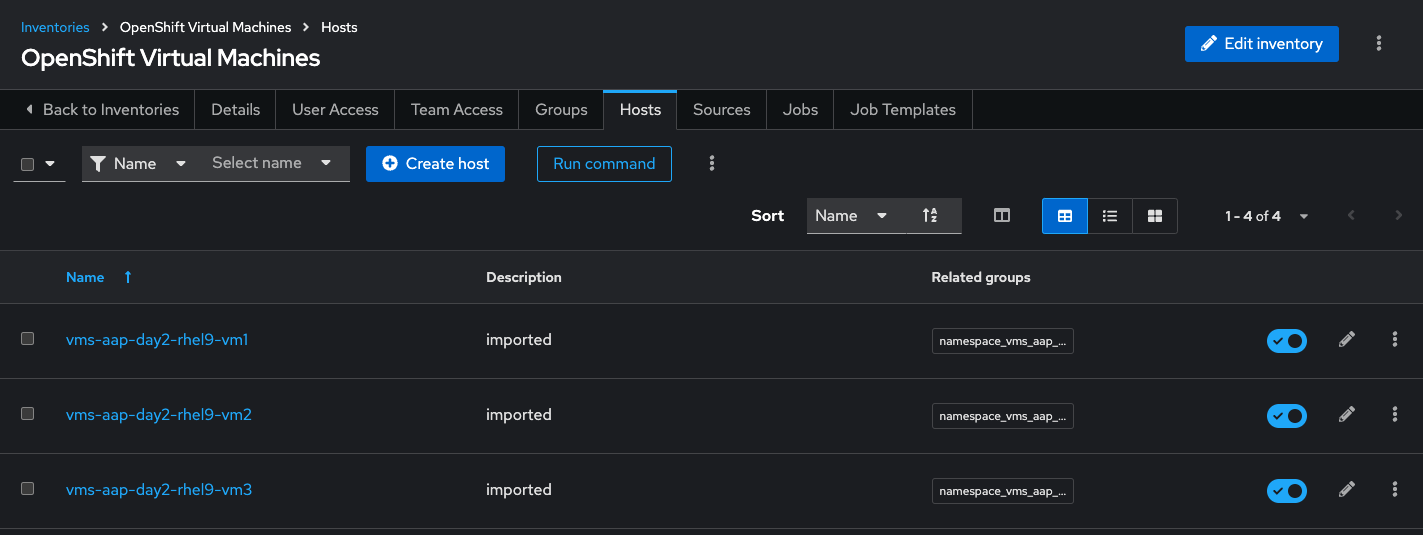 Inventories OpenShift Virtual Machines Hosts
OpenShift Virtual Machines
Edit inventory
Back to Inventories Details User Access Team Access Groups Hosts Sources Jobs Job Templates
Name Select name Create host Run command
Sort Name 1 - 4 of 4
Name Description Related groups
vms-aap-day2-rhel9-vm1 imported namespace_vms_aap_...
vms-aap-day2-rhel9-vm2 imported namespace_vms_aap_...
vms-aap-day2-rhel9-vm3 imported namespace_vms_aap_...